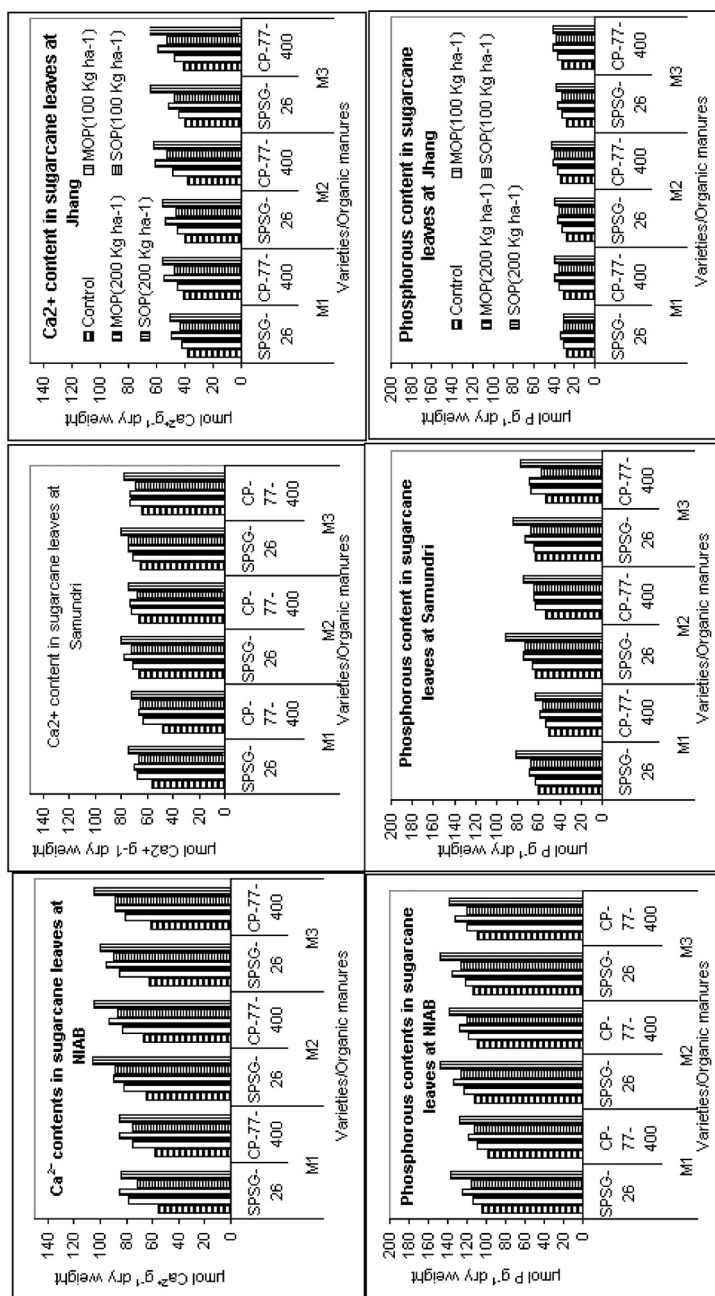 Ca²⁻ contents in sugarcane leaves at
NIAB
µmol Ca²⁺g⁻¹ dry weight
140
120
100
80
60
40
20
0
SPSG-26
CP-77-400
SPSG-26
CP-77-400
SPSG-26
CP-77-400
M1
M2
M3
Varieties/Organic manures
Ca2+ content in sugarcane leaves at
Samundri
µmol Ca2+ g-1 dry weight
140
120
100
80
60
40
20
0
SPSG-26
CP-77-400
SPSG-26
CP-77-400
SPSG-26
CP-77-400
M1
M2
M3
Varieties/Organic manures
Ca2+ content in sugarcane leaves at
Jhang
Control
MOP(100 Kg ha-1)
MOP(200 Kg ha-1)
SOP(100 Kg ha-1)
SOP(200 Kg ha-1)
µmol Ca²⁺g⁻¹ dry weight
140
120
100
80
60
40
20
0
SPSG-26
CP-77-400
SPSG-26
CP-77-400
SPSG-26
CP-77-400
M1
M2
M3
Varieties/Organic manures
Phosphorous contents in sugarcane
leaves at NIAB
µmol P g⁻¹ dry weight
200
180
160
140
120
100
80
60
40
20
0
SPSG-26
CP-77-400
SPSG-26
CP-77-400
SPSG-26
CP-77-400
M1
M2
M3
Varieties/Organic manures
Phosphorous content in sugarcane
leaves at Samundri
µmol P g⁻¹ dry weight
200
180
160
140
120
100
80
60
40
20
0
SPSG-26
CP-77-400
SPSG-26
CP-77-400
SPSG-26
CP-77-400
M1
M2
M3
Varieties/Organic manures
Phosphorous content in sugarcane
leaves at Jhang
Control
MOP(100 Kg ha-1)
MOP(200 Kg ha-1)
SOP(100 Kg ha-1)
SOP(200 Kg ha-1)
µmol P g⁻¹ dry weight
200
180
160
140
120
100
80
60
40
20
0
SPSG-26
CP-77-400
SPSG-26
CP-77-400
SPSG-26
CP-77-400
M1
M2
M3
Varieties/Organic manures